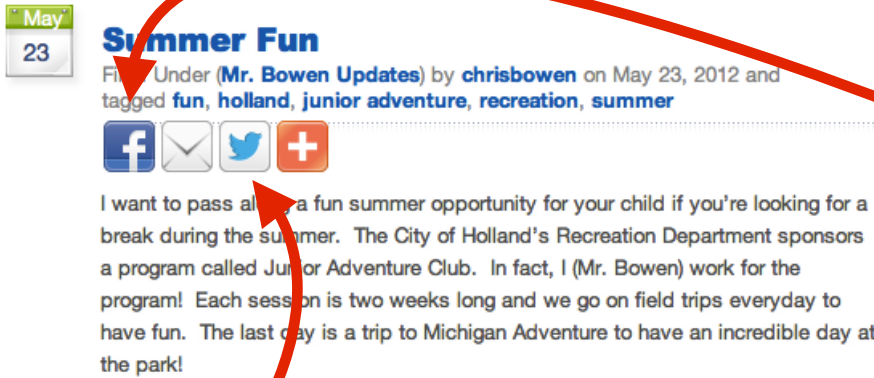 May
23
Summer Fun
Under (Mr. Bowen Updates) by chrisbowen on May 23, 2012 and
tagged fun, holland, junior adventure, recreation, summer
I want to pass a fun summer opportunity for your child if you're looking for a
break during the summer. The City of Holland's Recreation Department sponsors
a program called Junior Adventure Club. In fact, I (Mr. Bowen) work for the
program! Each session is two weeks long and we go on field trips everyday to
have fun. The last day is a trip to Michigan Adventure to have an incredible day at
the park!